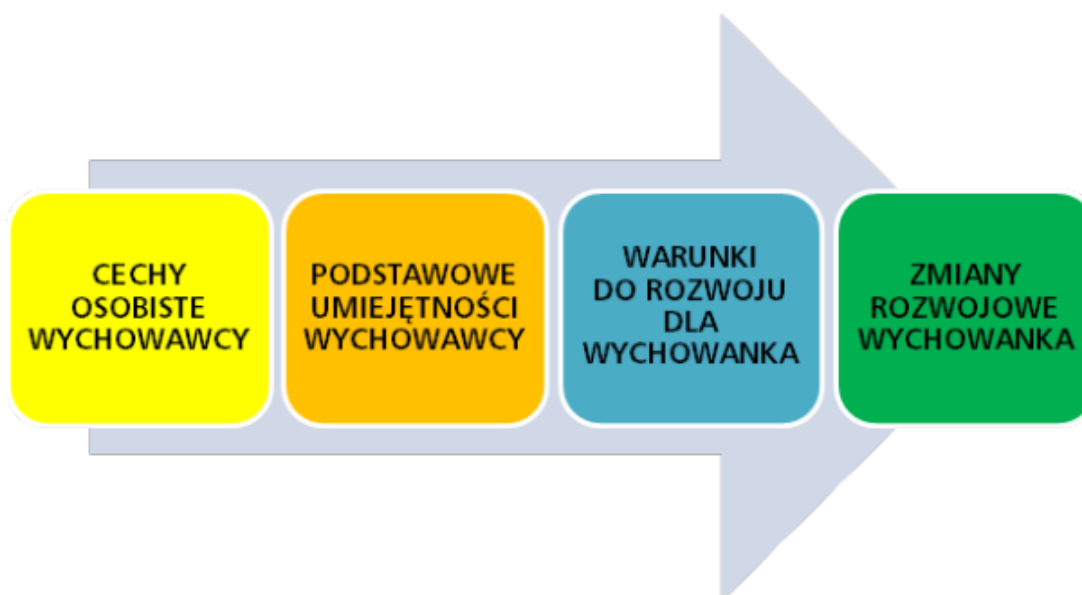 CECHY
OSOBISTE
WYCHOWAWCY
PODSTAWOWE
UMIEJĘTNOŚCI
WYCHOWAWCY
WARUNKI
DO ROZWOJU
DLA
WYCHOWANKA
ZMIANY
ROZWOJOWE
WYCHOWANKA